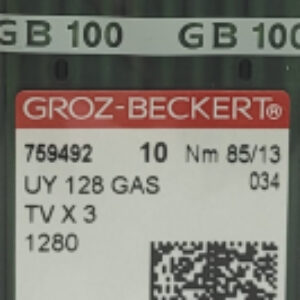 GB 100 GB 100
GROZ-BECKERT®
759492 10 Nm 85/13
UY 128 GAS 034
TV X 3
1280